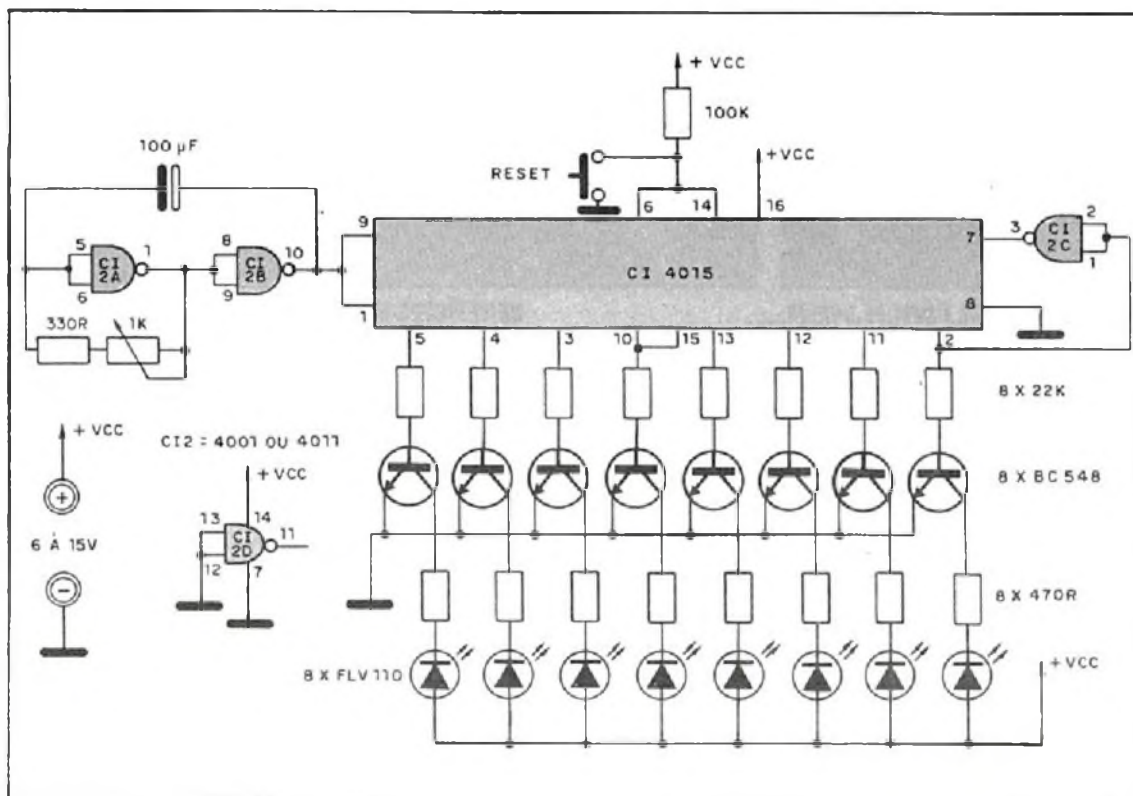 + VCC
100K
100 µF
RESET
+VCC
6 14 16
9
5 CI 2A 1
6
8 CI 2B 10
9
CI 4015
7
3 CI 2C 2
1
8
330R 1K
1
5 4 3 10 15 13 12 11 2
8 X 22K
+ VCC
CI2 = 4001 OU 4011
+VCC
8 X BC 548
+
6 À 15V
−
13 14
CI 2D 11
12 7
8 X 470R
8 X FLV 110
+VCC